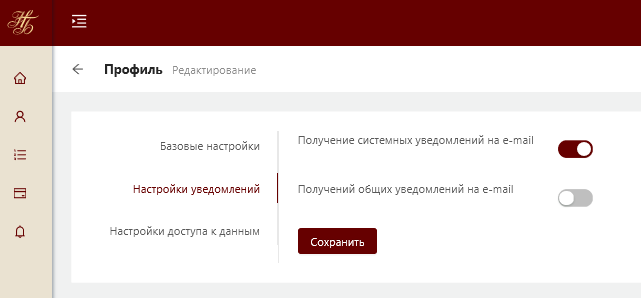 НБ
Профиль Редактирование
Базовые настройки
Настройки уведомлений
Настройки доступа к данным
Получение системных уведомлений на e-mail
Получений общих уведомлений на e-mail
Сохранить